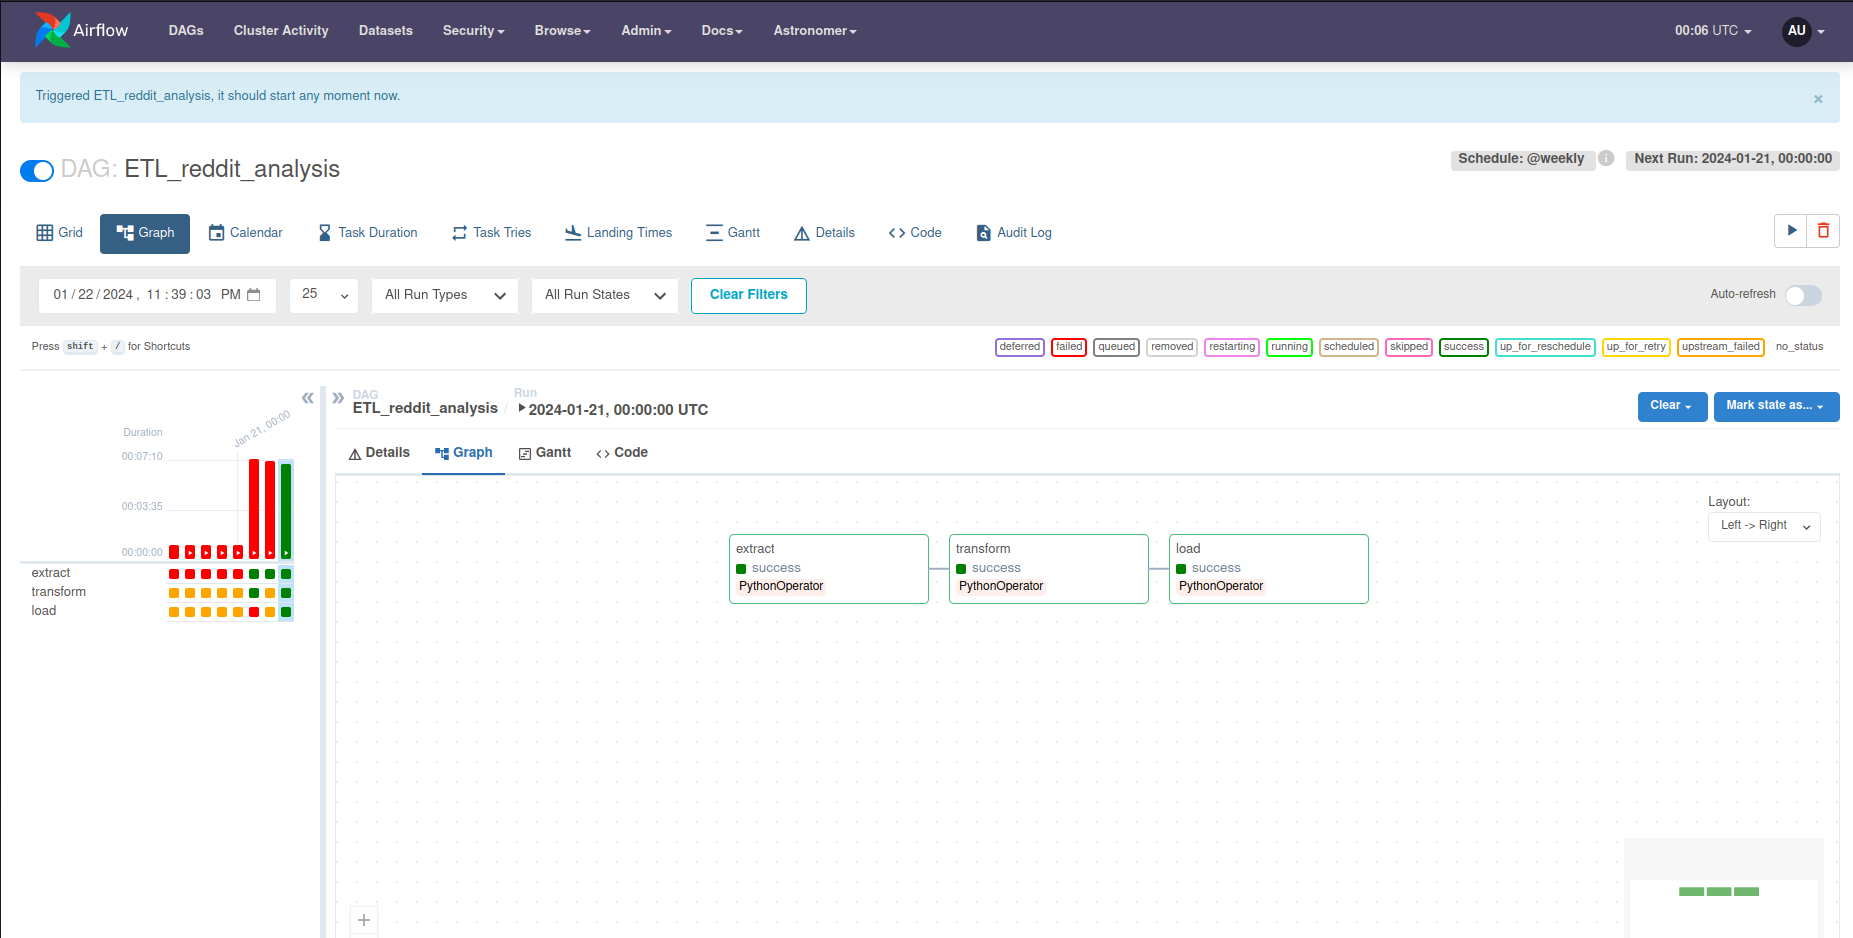 Airflow DAGs Cluster Activity Datasets Security Browse Admin Docs Astronomer 00:06 UTC AU
Triggered ETL_reddit_analysis, it should start any moment now. ×
DAG: ETL_reddit_analysis Schedule: @weekly i Next Run: 2024-01-21, 00:00:00
Grid Graph Calendar Task Duration Task Tries Landing Times Gantt Details Code Audit Log
01/22/2024, 11:39:03 PM 25 All Run Types All Run States Clear Filters Auto-refresh
Press shift + / for Shortcuts deferred failed queued removed restarting running scheduled skipped success up_for_reschedule up_for_retry upstream_failed no_status
DAG Run
ETL_reddit_analysis / 2024-01-21, 00:00:00 UTC Clear Mark state as...
Details Graph Gantt Code
Jan 21, 00:00
Duration
00:07:10
00:03:35
00:00:00
extract
transform
load
Layout:
Left -> Right
extract
success
PythonOperator
transform
success
PythonOperator
load
success
PythonOperator